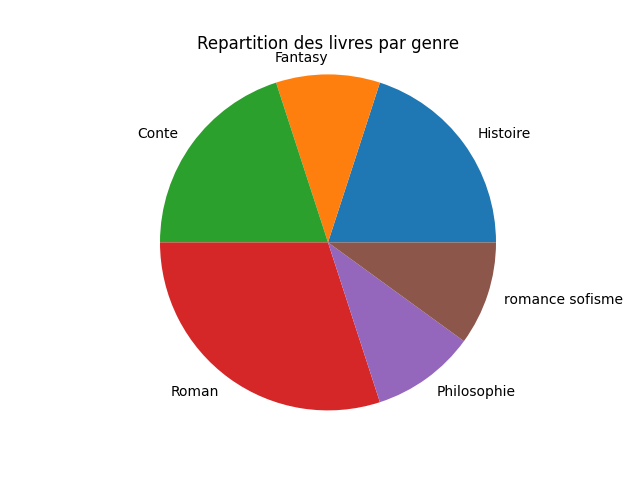 Repartition des livres par genre
Fantasy
Conte
Histoire
romance sofisme
Roman
Philosophie